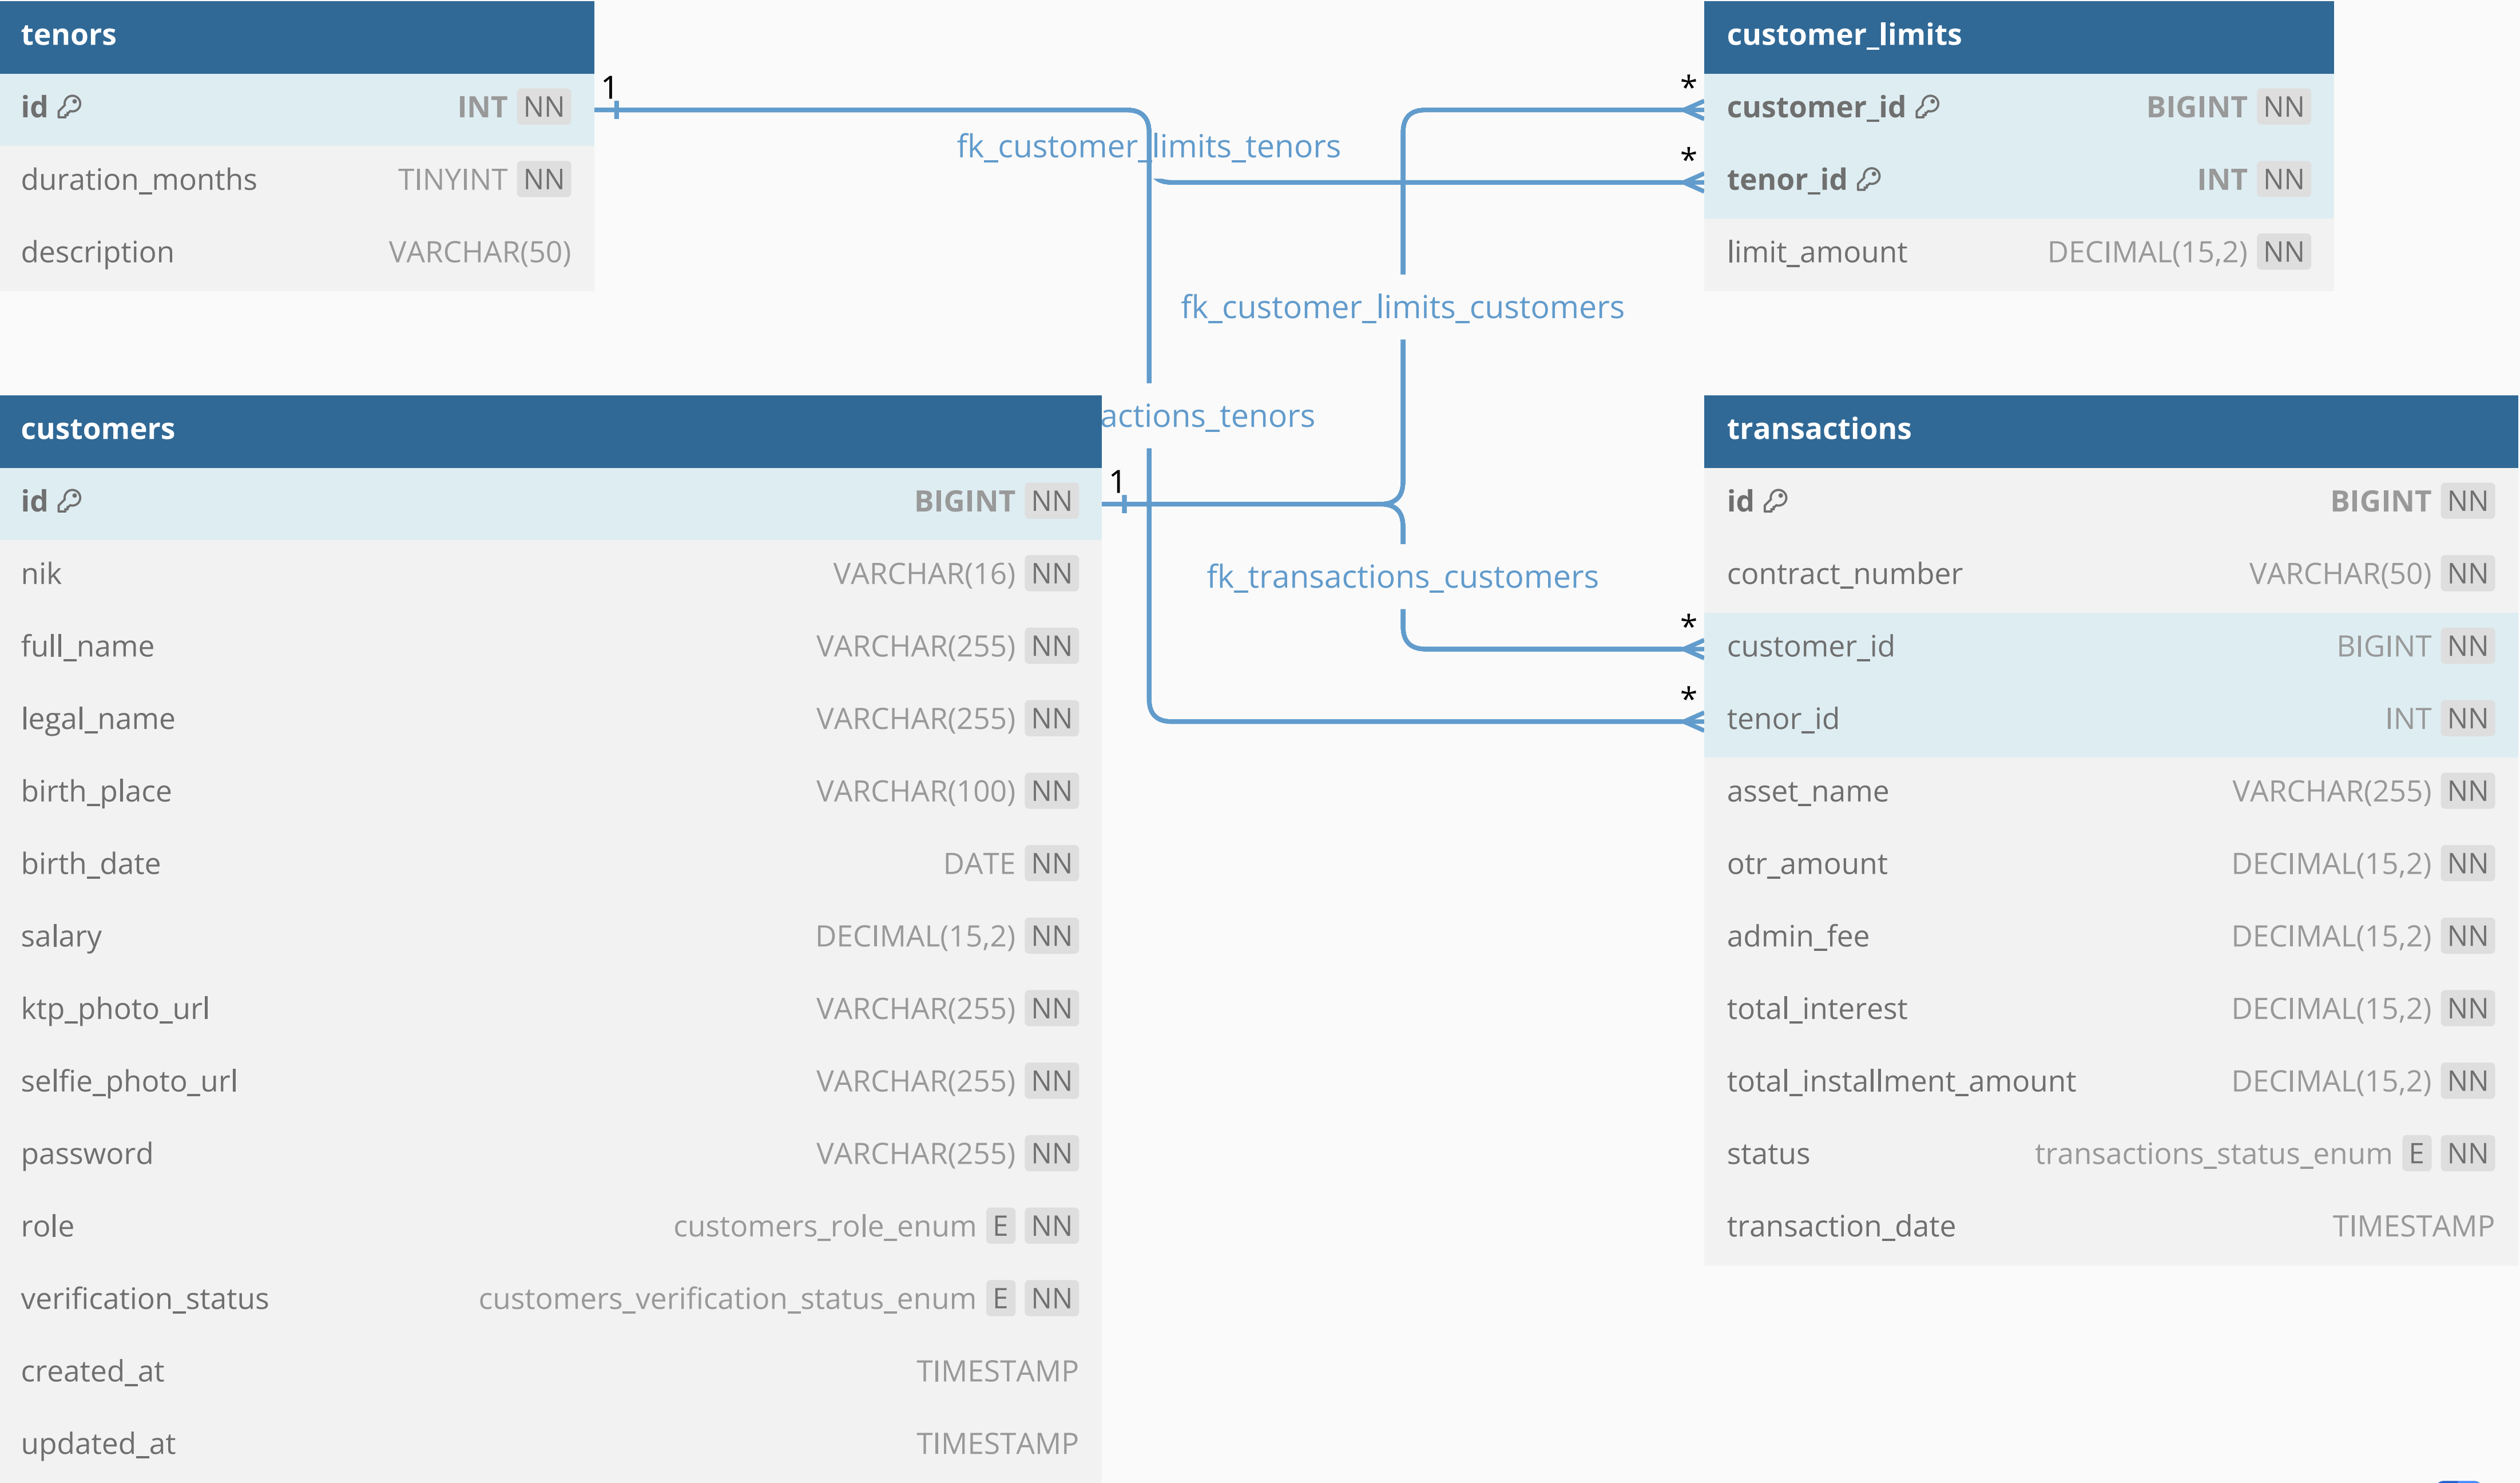 tenors
id INT NN
duration_months TINYINT NN
description VARCHAR(50)
customer_limits
customer_id BIGINT NN
tenor_id INT NN
limit_amount DECIMAL(15,2) NN
1
*
*
fk_customer_limits_tenors
fk_customer_limits_customers
actions_tenors
1
fk_transactions_customers
*
*
customers
id BIGINT NN
nik VARCHAR(16) NN
full_name VARCHAR(255) NN
legal_name VARCHAR(255) NN
birth_place VARCHAR(100) NN
birth_date DATE NN
salary DECIMAL(15,2) NN
ktp_photo_url VARCHAR(255) NN
selfie_photo_url VARCHAR(255) NN
password VARCHAR(255) NN
role customers_role_enum E NN
verification_status customers_verification_status_enum E NN
created_at TIMESTAMP
updated_at TIMESTAMP
transactions
id BIGINT NN
contract_number VARCHAR(50) NN
customer_id BIGINT NN
tenor_id INT NN
asset_name VARCHAR(255) NN
otr_amount DECIMAL(15,2) NN
admin_fee DECIMAL(15,2) NN
total_interest DECIMAL(15,2) NN
total_installment_amount DECIMAL(15,2) NN
status transactions_status_enum E NN
transaction_date TIMESTAMP